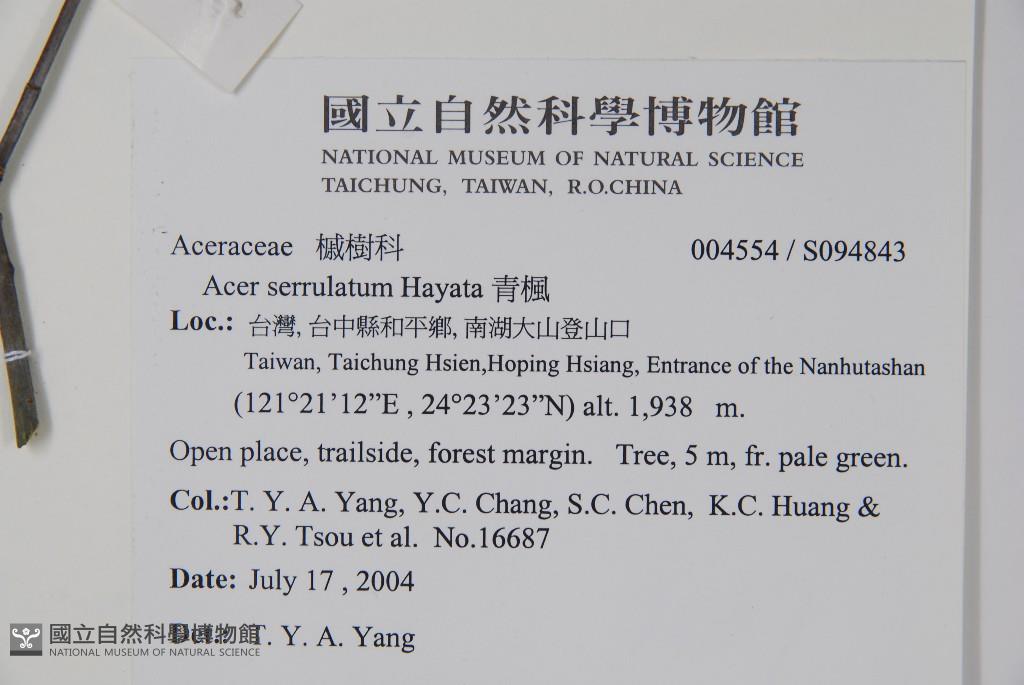 國立自然科學博物館
NATIONAL MUSEUM OF NATURAL SCIENCE
TAICHUNG, TAIWAN, R.O.CHINA
Aceraceae 槭樹科 004554 / S094843
Acer serrulatum Hayata 青楓
Loc.: 台灣, 台中縣和平鄉, 南湖大山登山口
Taiwan, Taichung Hsien,Hoping Hsiang, Entrance of the Nanhutashan
(121°21’12”E , 24°23’23”N) alt. 1,938 m.
Open place, trailside, forest margin. Tree, 5 m, fr. pale green.
Col.:T. Y. A. Yang, Y.C. Chang, S.C. Chen, K.C. Huang &
R.Y. Tsou et al. No.16687
Date: July 17 , 2004
Det.: T. Y. A. Yang
國立自然科學博物館
NATIONAL MUSEUM OF NATURAL SCIENCE